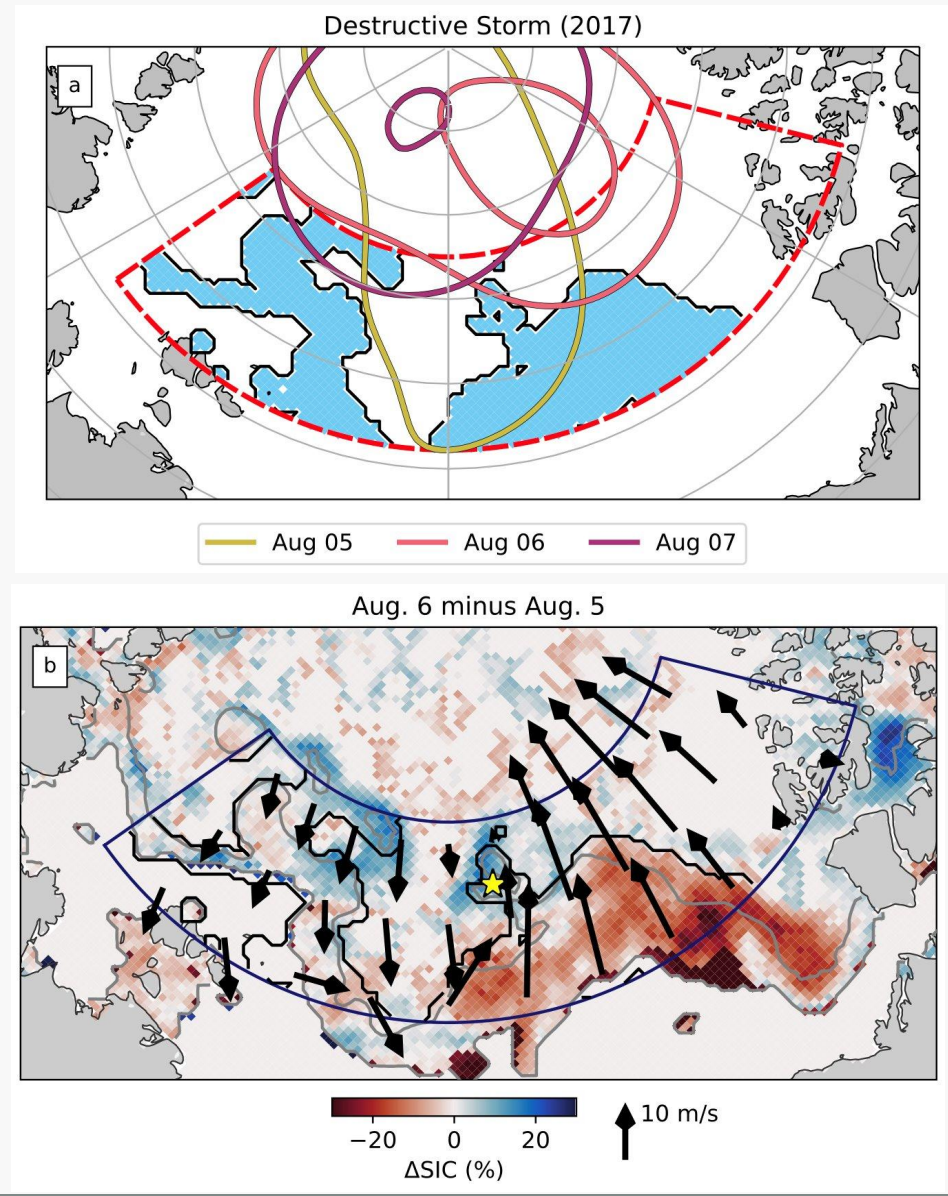 Destructive Storm (2017)
a
Aug 05 Aug 06 Aug 07
Aug. 6 minus Aug. 5
b
−20 0 20
ΔSIC (%)
10 m/s